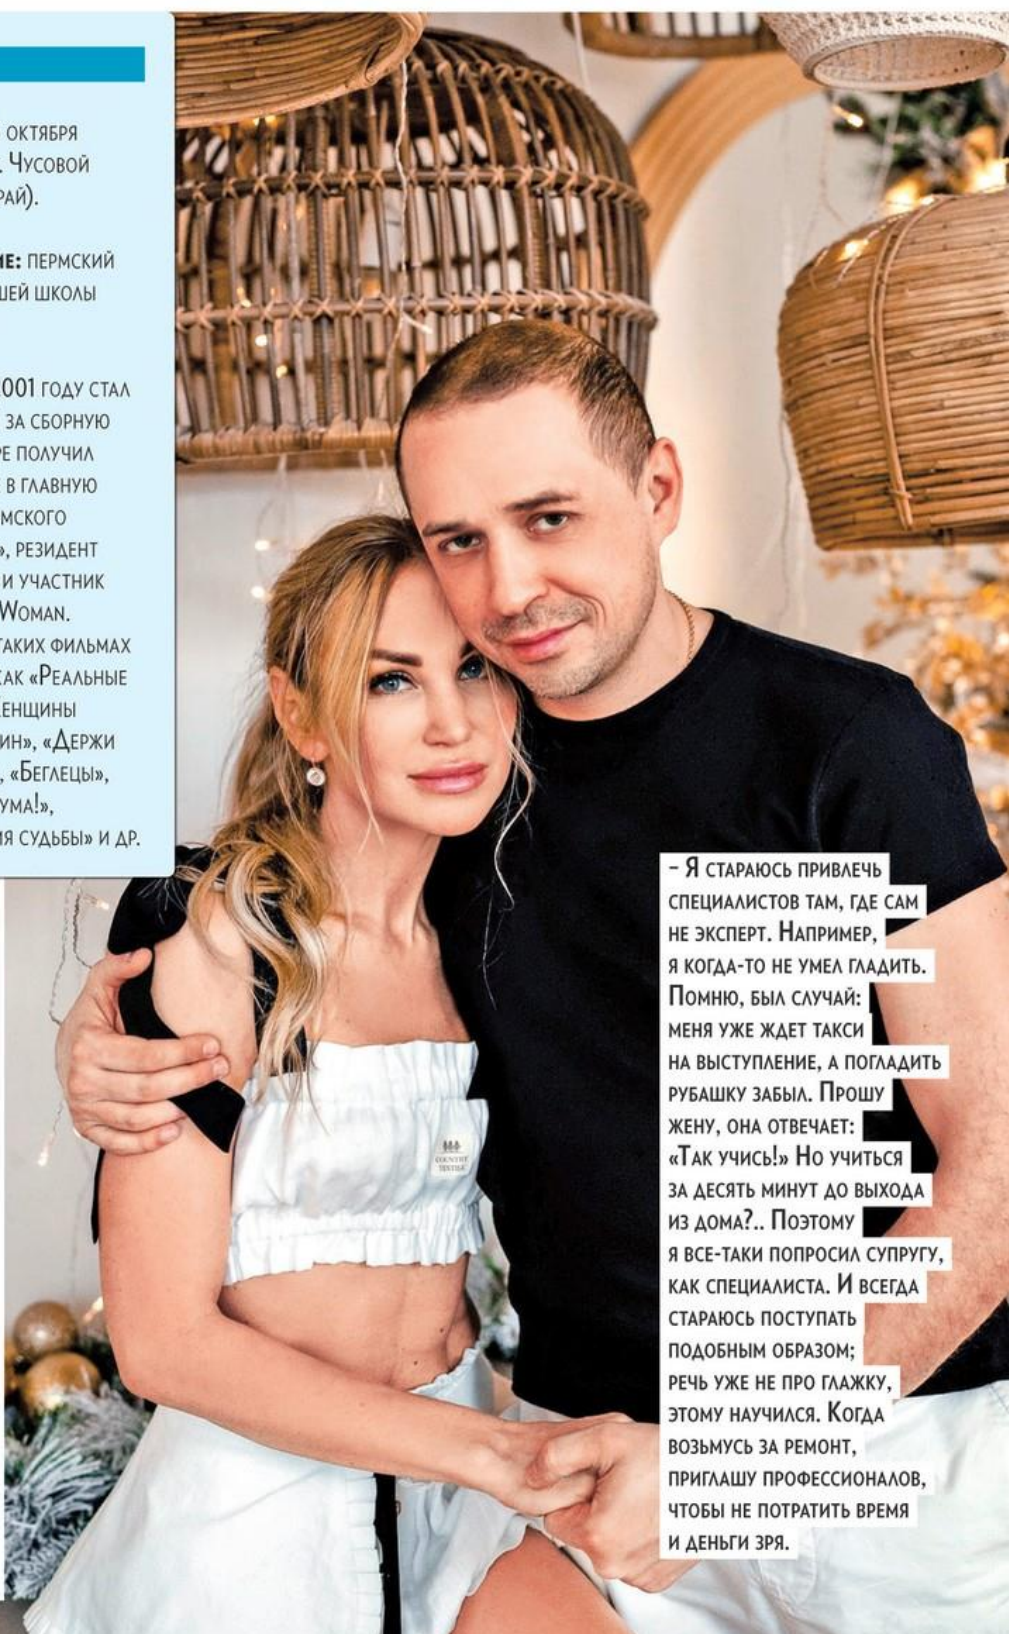 ОКТЯБРЯ
. ЧУСОВОЙ
РАЙ).
ИЕ: ПЕРМСКИЙ
ШЕЙ ШКОЛЫ
001 ГОДУ СТАЛ
ЗА СБОРНУЮ
РЕ ПОЛУЧИЛ
В ГЛАВНУЮ
МСКОГО
», РЕЗИДЕНТ
И УЧАСТНИК
WOMAN.
ТАКИХ ФИЛЬМАХ
КАК «РЕАЛЬНЫЕ
ЖЕНЩИНЫ
ИН», «ДЕРЖИ
, «БЕГЛЕЦЫ»,
УМА!»,
ИЯ СУДЬБЫ» И ДР.
– Я СТАРАЮСЬ ПРИВЛЕЧЬ
СПЕЦИАЛИСТОВ ТАМ, ГДЕ САМ
НЕ ЭКСПЕРТ. НАПРИМЕР,
Я КОГДА-ТО НЕ УМЕЛ ГЛАДИТЬ.
ПОМНЮ, БЫЛ СЛУЧАЙ:
МЕНЯ УЖЕ ЖДЕТ ТАКСИ
НА ВЫСТУПЛЕНИЕ, А ПОГЛАДИТЬ
РУБАШКУ ЗАБЫЛ. ПРОШУ
ЖЕНУ, ОНА ОТВЕЧАЕТ:
«ТАК УЧИСЬ!» НО УЧИТЬСЯ
ЗА ДЕСЯТЬ МИНУТ ДО ВЫХОДА
ИЗ ДОМА?.. ПОЭТОМУ
Я ВСЕ-ТАКИ ПОПРОСИЛ СУПРУГУ,
КАК СПЕЦИАЛИСТА. И ВСЕГДА
СТАРАЮСЬ ПОСТУПАТЬ
ПОДОБНЫМ ОБРАЗОМ;
РЕЧЬ УЖЕ НЕ ПРО ГЛАЖКУ,
ЭТОМУ НАУЧИЛСЯ. КОГДА
ВОЗЬМУСЬ ЗА РЕМОНТ,
ПРИГЛАШУ ПРОФЕССИОНАЛОВ,
ЧТОБЫ НЕ ПОТРАТИТЬ ВРЕМЯ
И ДЕНЬГИ ЗРЯ.
COUNTRY
TEXTILE